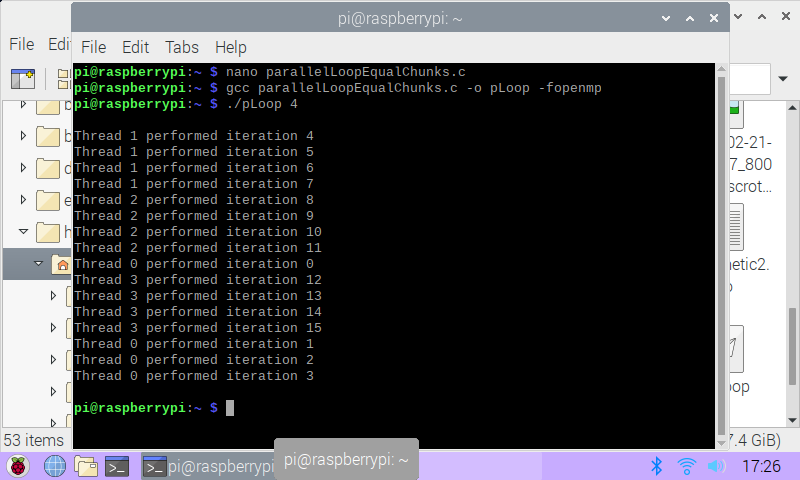 pi@raspberrypi: ~
File Edit Tabs Help
File Edi
pi@raspberrypi:~ $ nano parallelLoopEqualChunks.c
pi@raspberrypi:~ $ gcc parallelLoopEqualChunks.c -o pLoop -fopenmp
pi@raspberrypi:~ $ ./pLoop 4
Thread 1 performed iteration 4
Thread 1 performed iteration 5
Thread 1 performed iteration 6
Thread 1 performed iteration 7
Thread 2 performed iteration 8
Thread 2 performed iteration 9
Thread 2 performed iteration 10
Thread 2 performed iteration 11
Thread 0 performed iteration 0
Thread 3 performed iteration 12
Thread 3 performed iteration 13
Thread 3 performed iteration 14
Thread 3 performed iteration 15
Thread 0 performed iteration 1
Thread 0 performed iteration 2
Thread 0 performed iteration 3
pi@raspberrypi:~ $
b
b
d
e
h
02-21-
7_800
scrot...
netic2.
oop
53 items
7.4 GiB)
pi@raspberrypi
pi@raspberrypi: ~
17:26